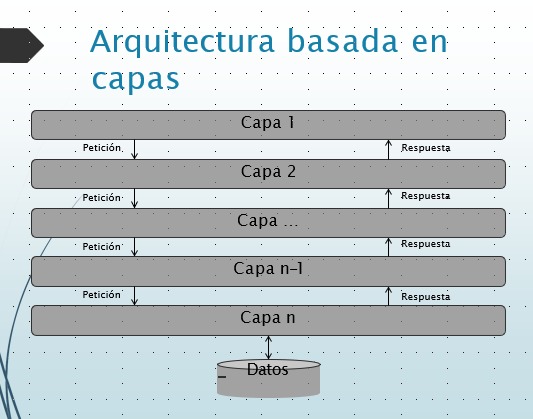 Arquitectura basada en
capas
Capa 1
Petición
Respuesta
Capa 2
Petición
Respuesta
Capa ...
Petición
Respuesta
Capa n-1
Petición
Respuesta
Capa n
Datos